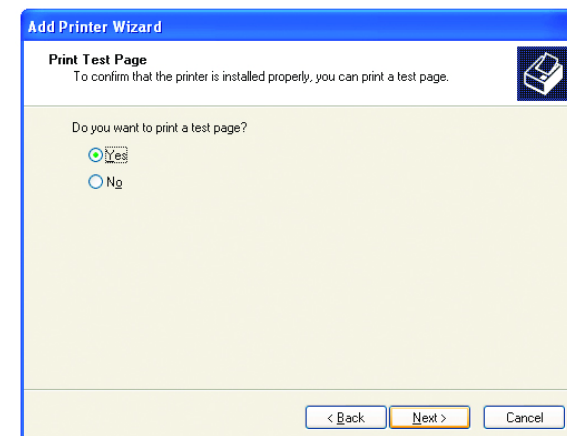 Add Printer Wizard
Print Test Page
To confirm that the printer is installed properly, you can print a test page.
Do you want to print a test page?
Yes
No
< Back Next > Cancel